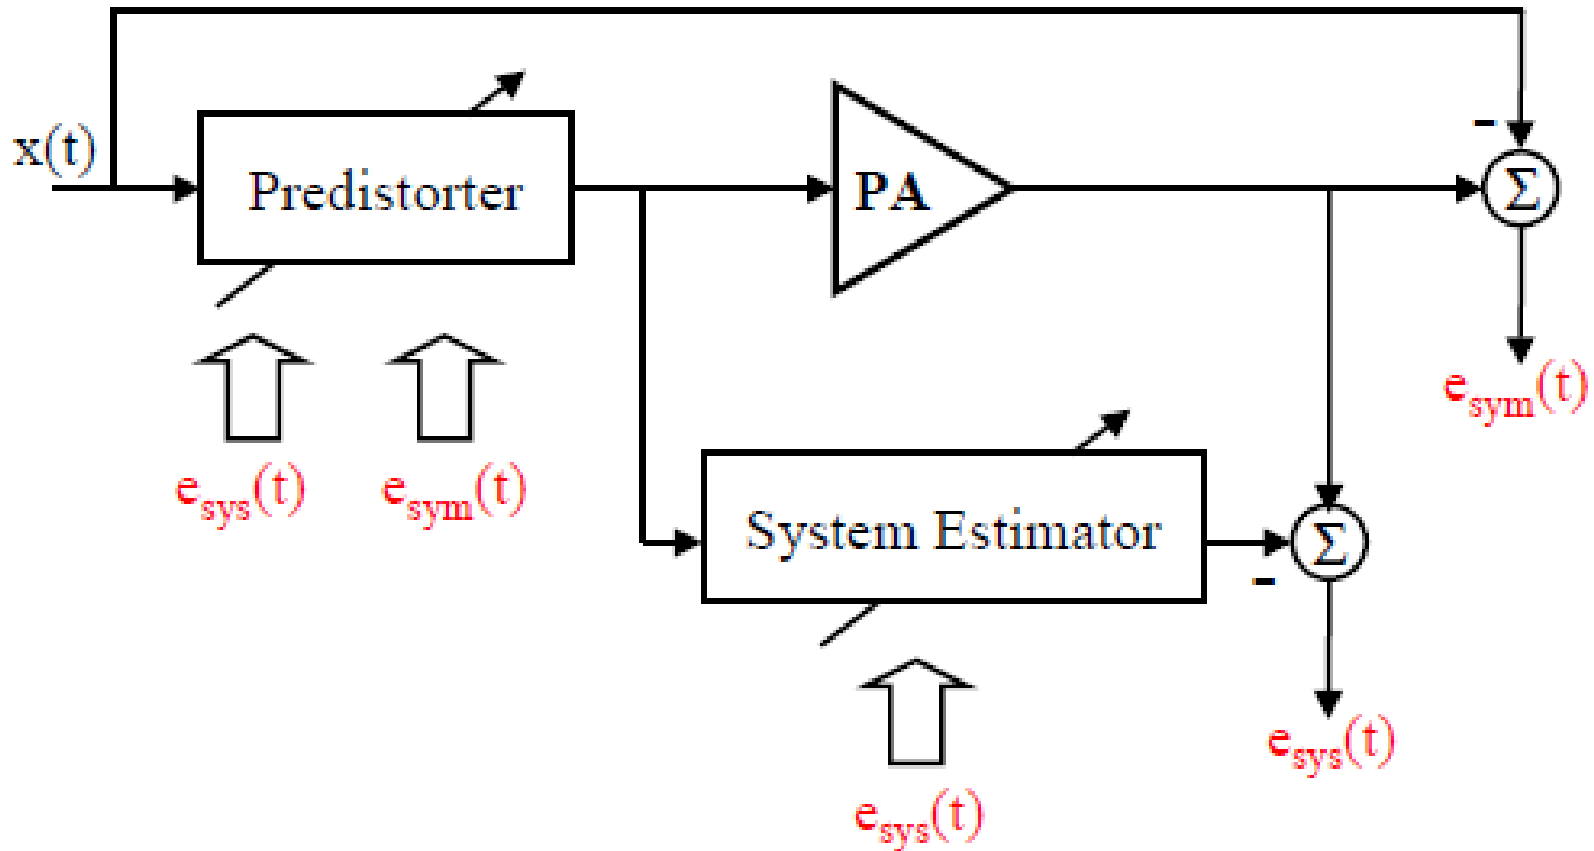 x(t)
Predistorter
PA
-
Σ
e_sym(t)
e_sys(t) e_sym(t)
System Estimator
Σ
-
e_sys(t)
e_sys(t)